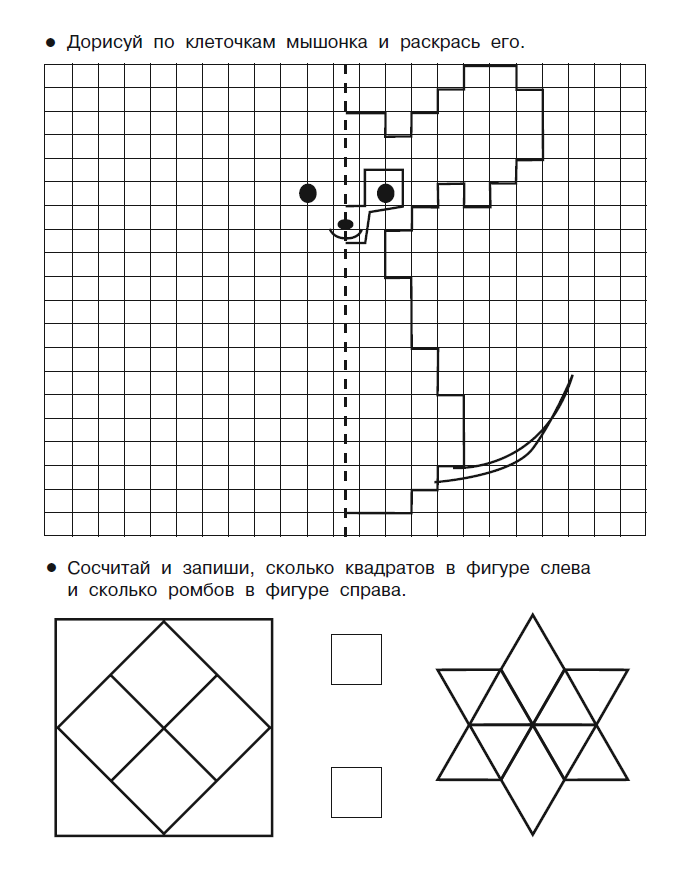 ● Дорисуй по клеточкам мышонка и раскрась его.
● Сосчитай и запиши, сколько квадратов в фигуре слева
и сколько ромбов в фигуре справа.